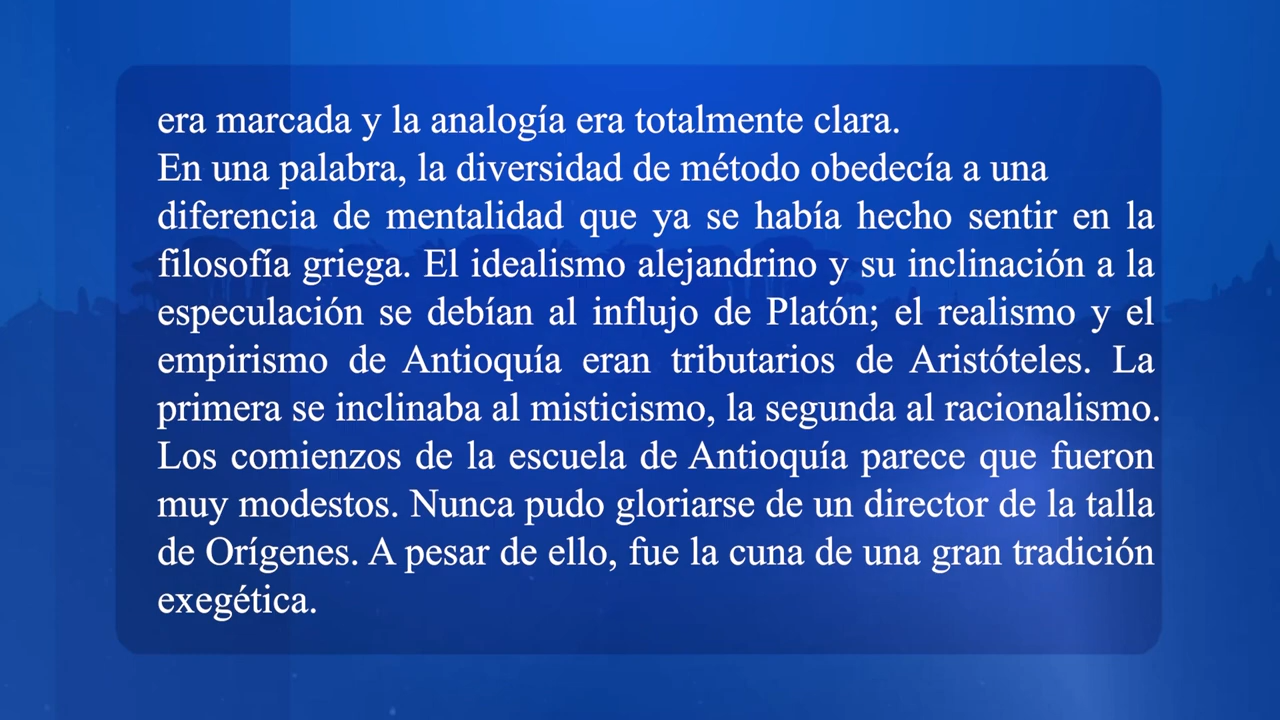 era marcada y la analogía era totalmente clara.
En una palabra, la diversidad de método obedecía a una
diferencia de mentalidad que ya se había hecho sentir en la
filosofía griega. El idealismo alejandrino y su inclinación a la
especulación se debían al influjo de Platón; el realismo y el
empirismo de Antioquía eran tributarios de Aristóteles. La
primera se inclinaba al misticismo, la segunda al racionalismo.
Los comienzos de la escuela de Antioquía parece que fueron
muy modestos. Nunca pudo gloriarse de un director de la talla
de Orígenes. A pesar de ello, fue la cuna de una gran tradición
exegética.